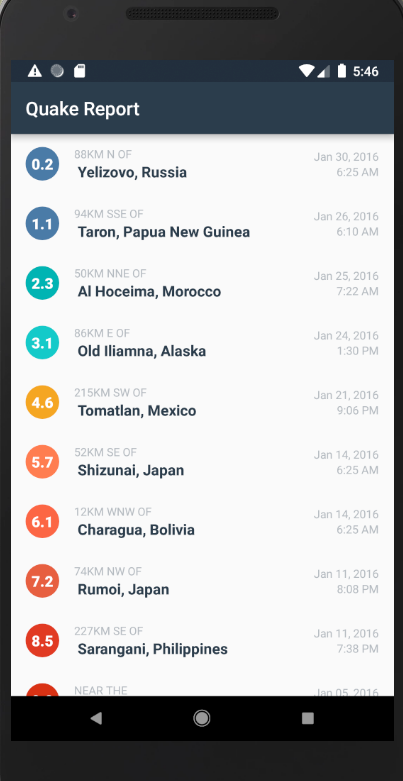 5:46
Quake Report
0.2
88KM N OF
Yelizovo, Russia
Jan 30, 2016
6:25 AM
1.1
94KM SSE OF
Taron, Papua New Guinea
Jan 26, 2016
6:10 AM
2.3
50KM NNE OF
Al Hoceima, Morocco
Jan 25, 2016
7:22 AM
3.1
86KM E OF
Old Iliamna, Alaska
Jan 24, 2016
1:30 PM
4.6
215KM SW OF
Tomatlan, Mexico
Jan 21, 2016
9:06 PM
5.7
52KM SE OF
Shizunai, Japan
Jan 14, 2016
6:25 AM
6.1
12KM WNW OF
Charagua, Bolivia
Jan 14, 2016
6:25 AM
7.2
74KM NW OF
Rumoi, Japan
Jan 11, 2016
8:08 PM
8.5
227KM SE OF
Sarangani, Philippines
Jan 11, 2016
7:38 PM
NEAR THE
Jan 05, 2016